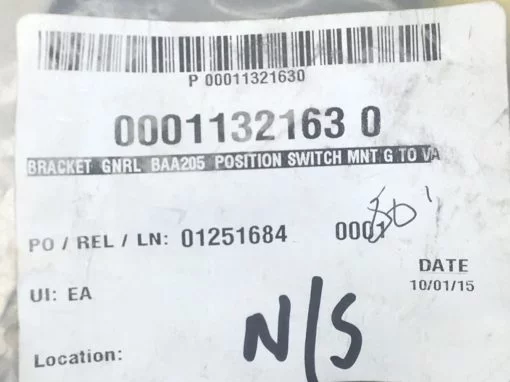 P 00011321630
0001132163 0
BRACKET GNRL BAA205 POSITION SWITCH MNT G TO VA
PO / REL / LN: 01251684 0001
DATE
UI: EA 10/01/15
N/S
Location: